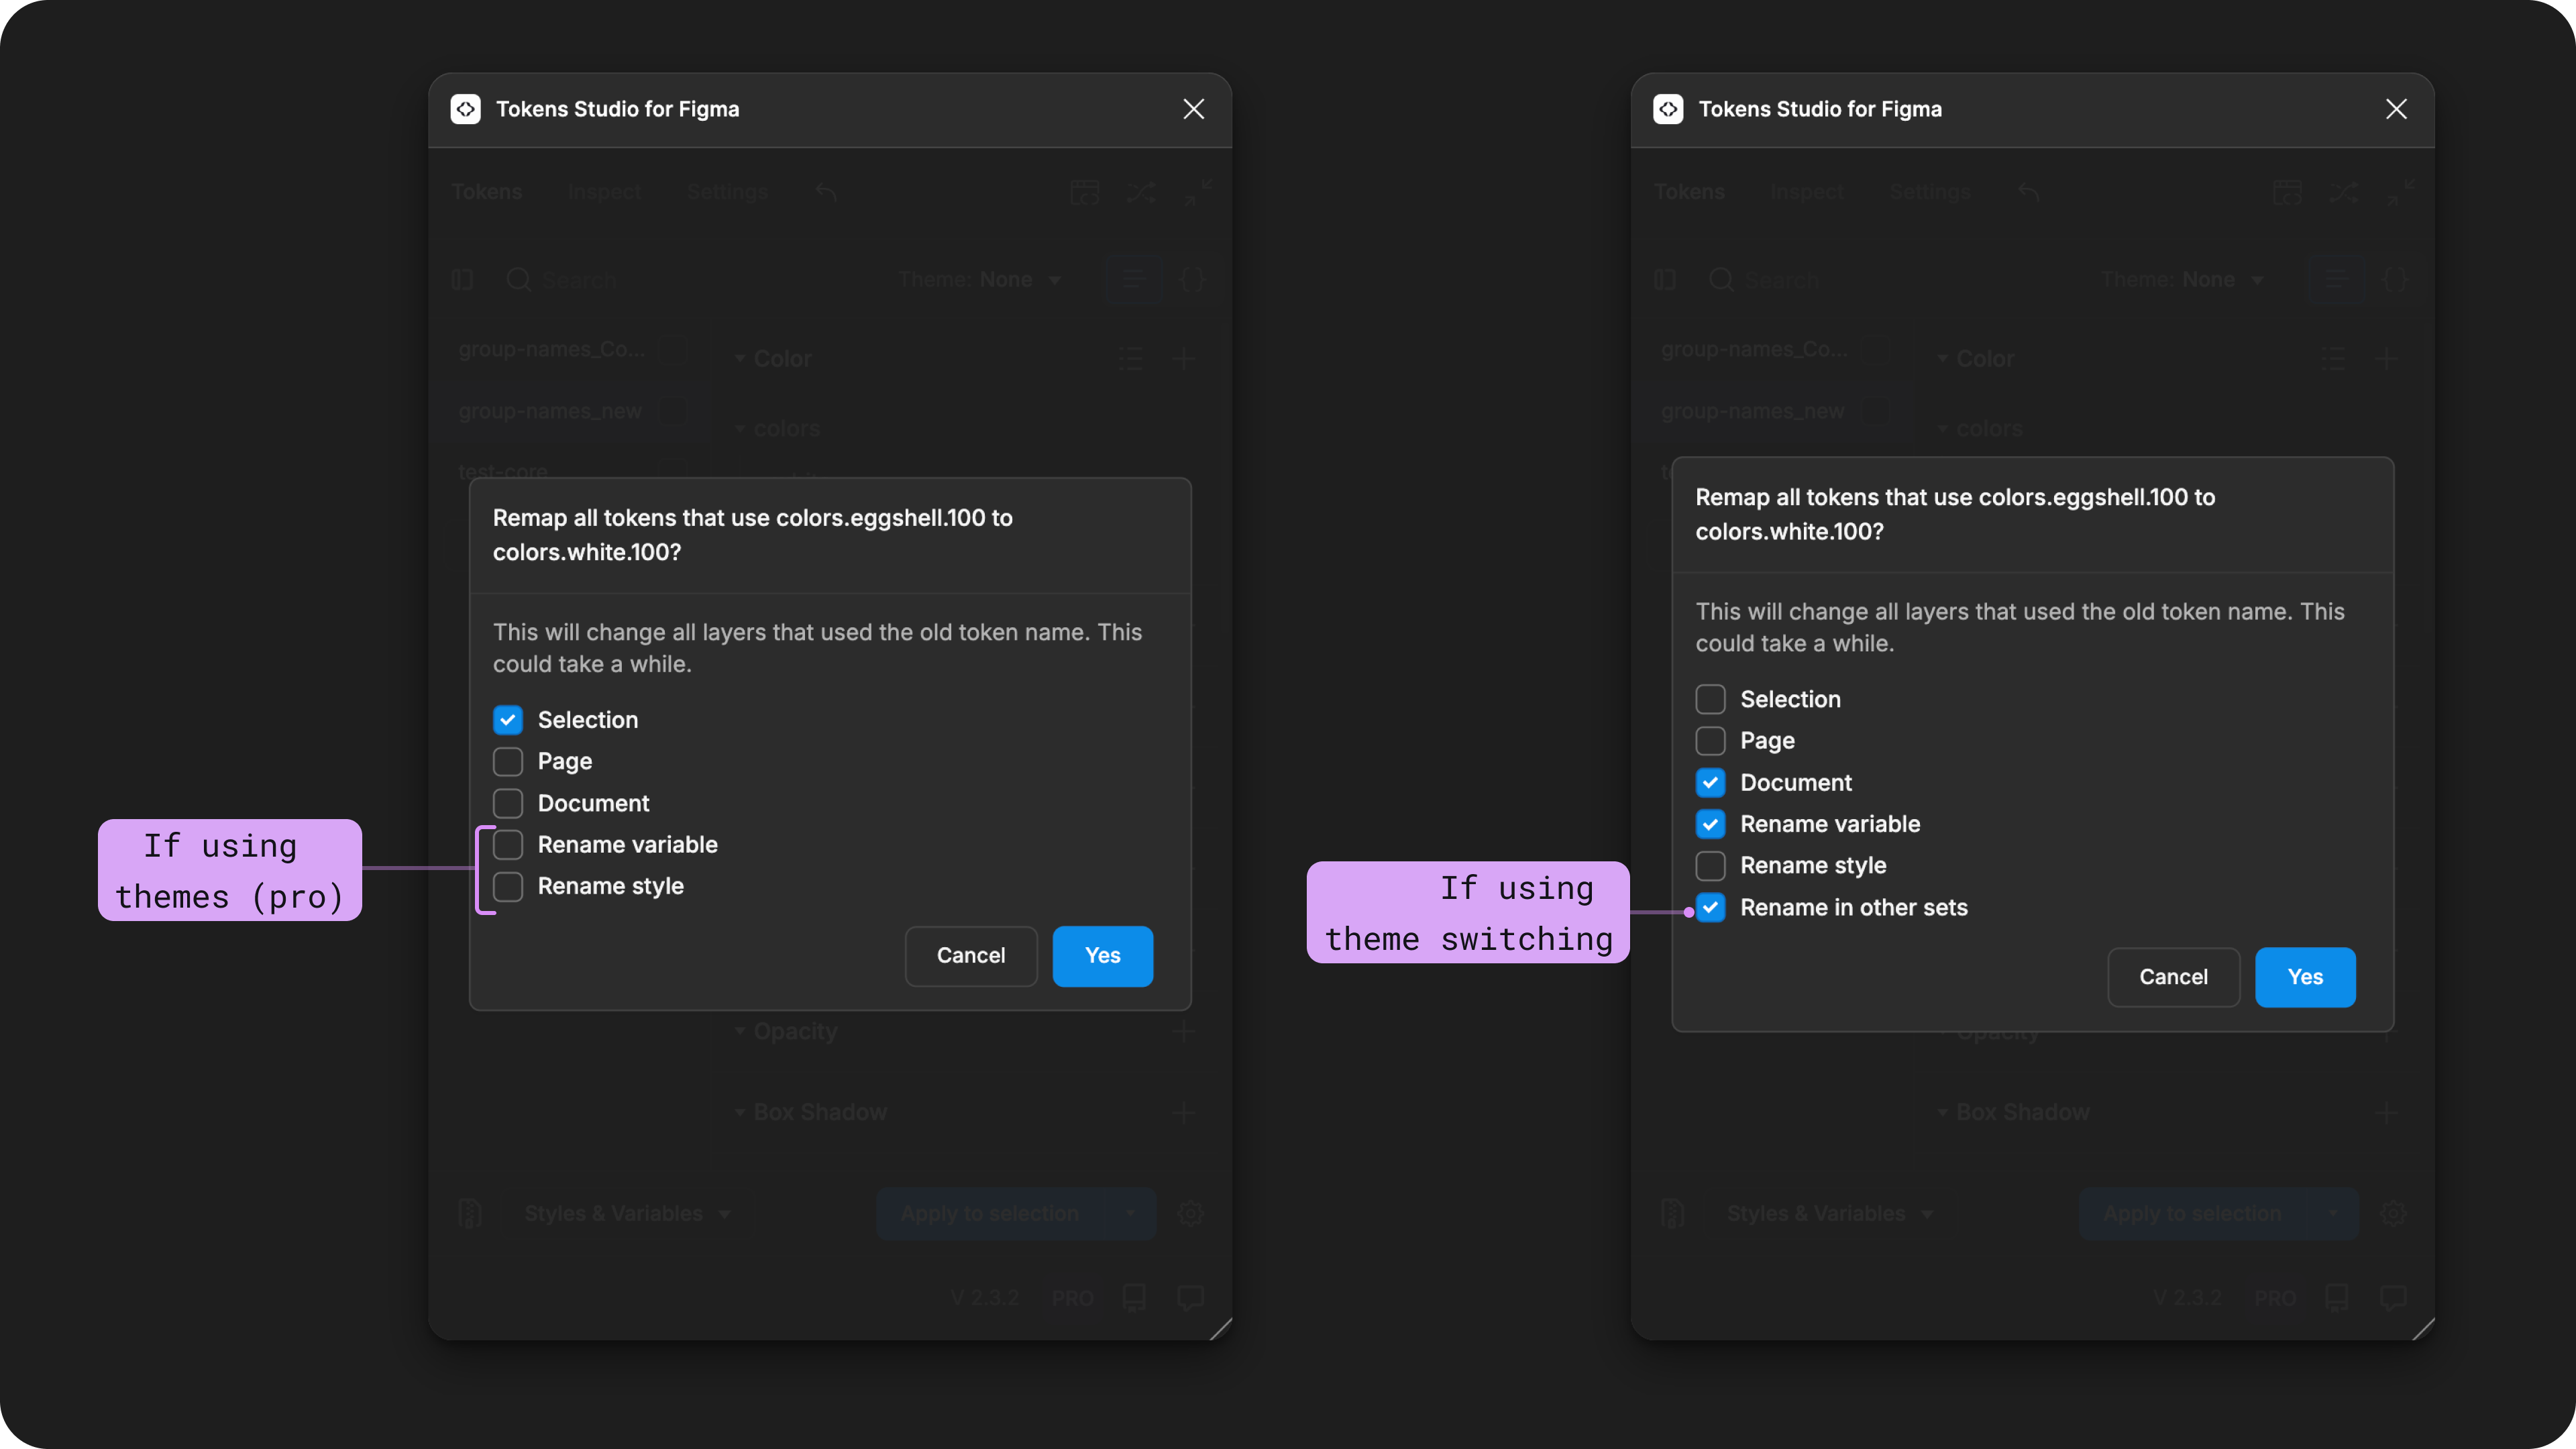 Tokens Studio for Figma
Tokens Inspect Settings
Search Theme: None
group-names_Co... Color
group-names_new colors
test-core
Remap all tokens that use colors.eggshell.100 to
colors.white.100?
This will change all layers that used the old token name. This
could take a while.
Selection
Page
Document
Rename variable
Rename style
Cancel Yes
Opacity
Box Shadow
Styles & Variables Apply to selection
V 2.3.2 PRO
If using
themes (pro)
Tokens Studio for Figma
Tokens Inspect Settings
Search Theme: None
group-names_Co... Color
group-names_new colors
Remap all tokens that use colors.eggshell.100 to
colors.white.100?
This will change all layers that used the old token name. This
could take a while.
Selection
Page
Document
Rename variable
Rename style
Rename in other sets
Cancel Yes
Opacity
Box Shadow
Styles & Variables Apply to selection
V 2.3.2 PRO
If using
theme switching